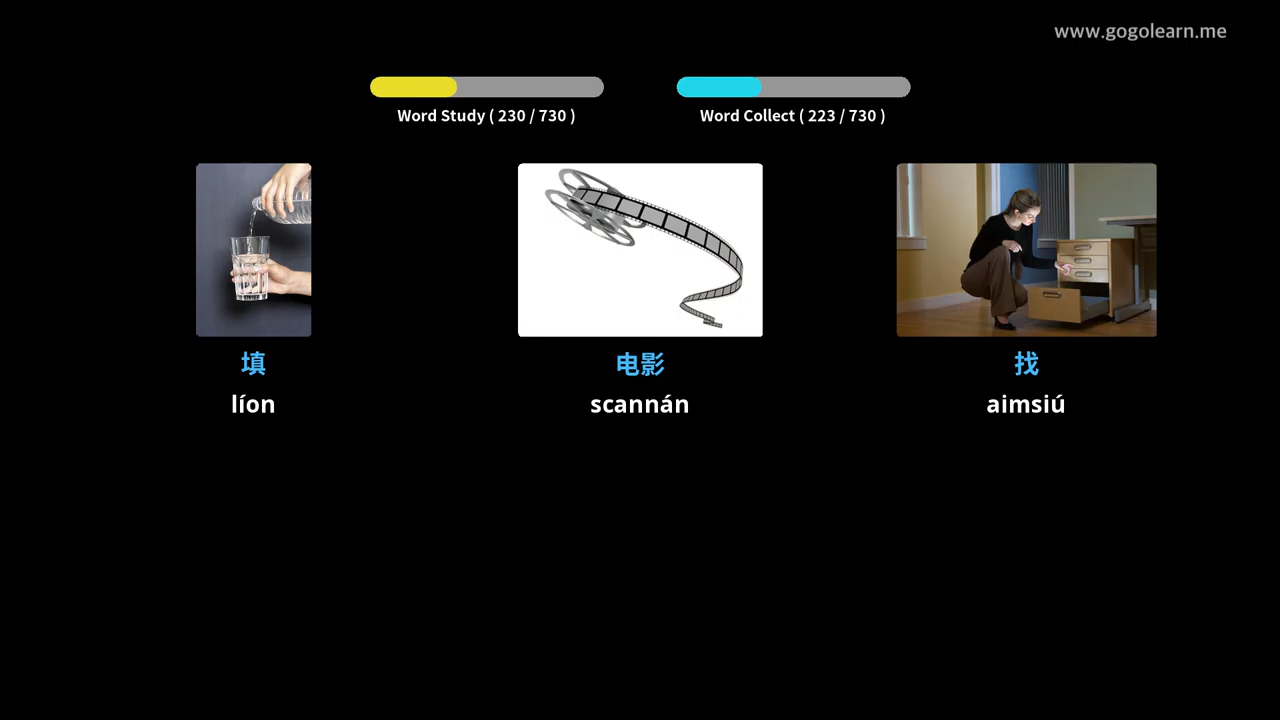 www.gogolearn.me
Word Study ( 230 / 730 )
Word Collect ( 223 / 730 )
填
líon
电影
scannán
找
aimsiú